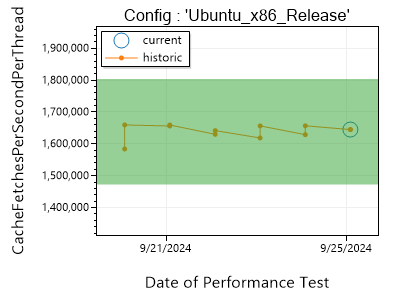 Config : 'Ubuntu_x86_Release'
current
historic
CacheFetchesPerSecondPerThread
1,900,000
1,800,000
1,700,000
1,600,000
1,500,000
1,400,000
9/21/2024
9/25/2024
Date of Performance Test